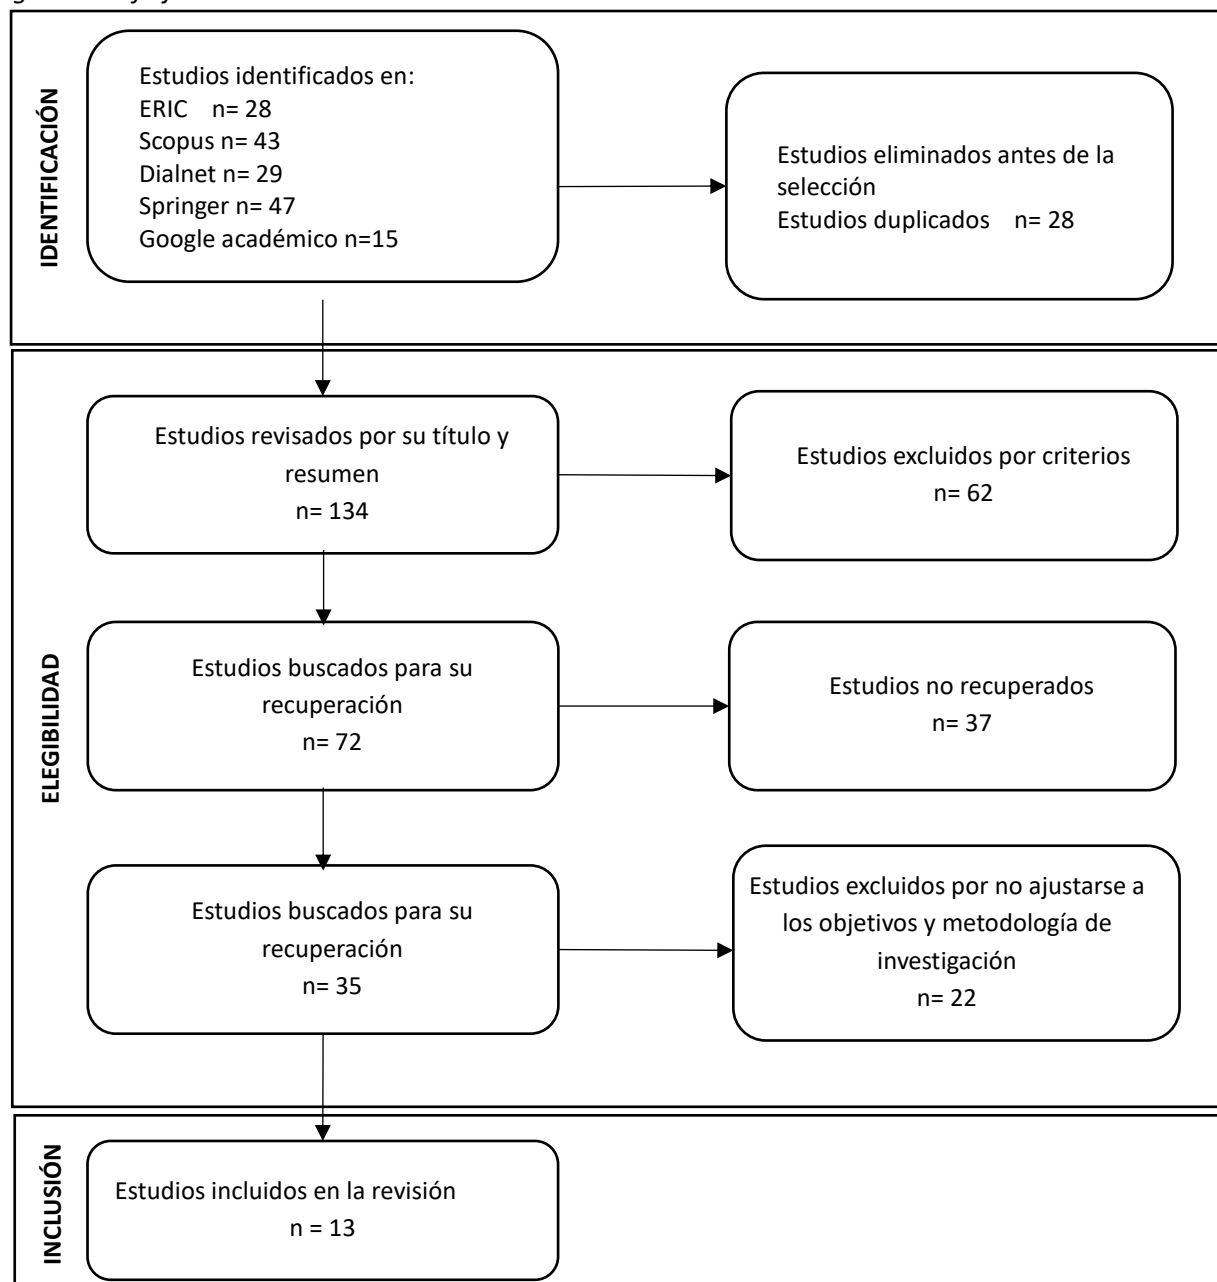 IDENTIFICACIÓN
Estudios identificados en:
ERIC n= 28
Scopus n= 43
Dialnet n= 29
Springer n= 47
Google académico n=15
Estudios eliminados antes de la
selección
Estudios duplicados n= 28
ELEGIBILIDAD
Estudios revisados por su título y
resumen
n= 134
Estudios excluidos por criterios
n= 62
Estudios buscados para su
recuperación
n= 72
Estudios no recuperados
n= 37
Estudios buscados para su
recuperación
n= 35
Estudios excluidos por no ajustarse a
los objetivos y metodología de
investigación
n= 22
INCLUSIÓN
Estudios incluidos en la revisión
n = 13